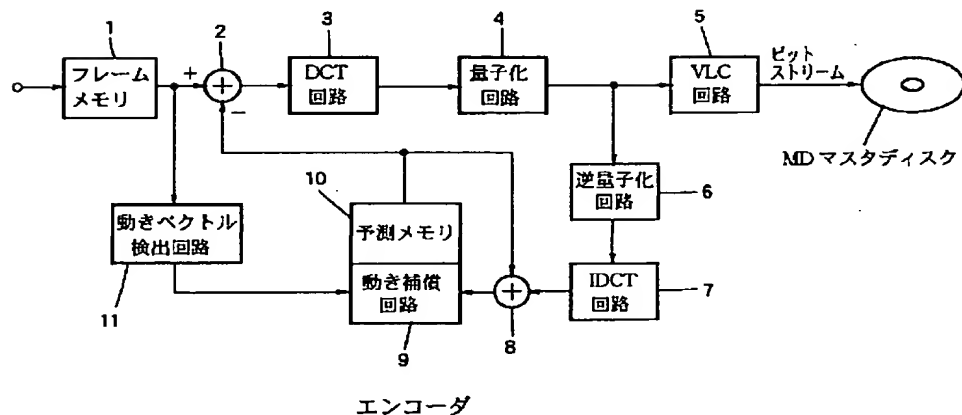 1
2
3
4
5
フレーム
メモリ
+
−
DCT
回路
量子化
回路
VLC
回路
ビット
ストリーム
MD マスタディスク
10
予測メモリ
動き補償
回路
9
動きベクトル
検出回路
11
逆量子化
回路
6
IDCT
回路
7
+
8
エンコーダ